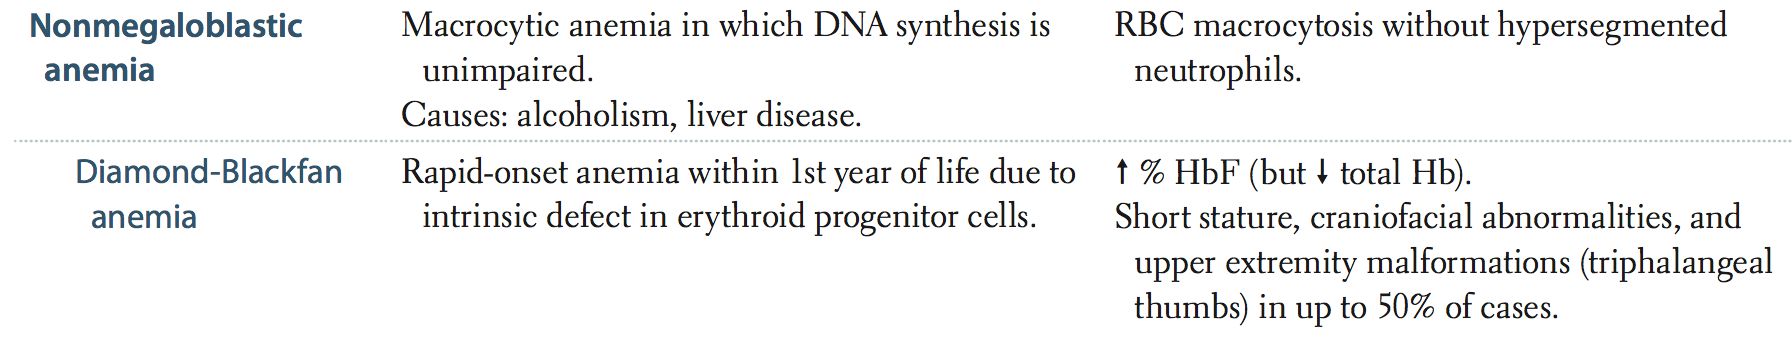 Nonmegaloblastic
anemia
Macrocytic anemia in which DNA synthesis is
unimpaired.
Causes: alcoholism, liver disease.
RBC macrocytosis without hypersegmented
neutrophils.
Diamond-Blackfan
anemia
Rapid-onset anemia within 1st year of life due to
intrinsic defect in erythroid progenitor cells.
↑ % HbF (but ↓ total Hb).
Short stature, craniofacial abnormalities, and
upper extremity malformations (triphalangeal
thumbs) in up to 50% of cases.